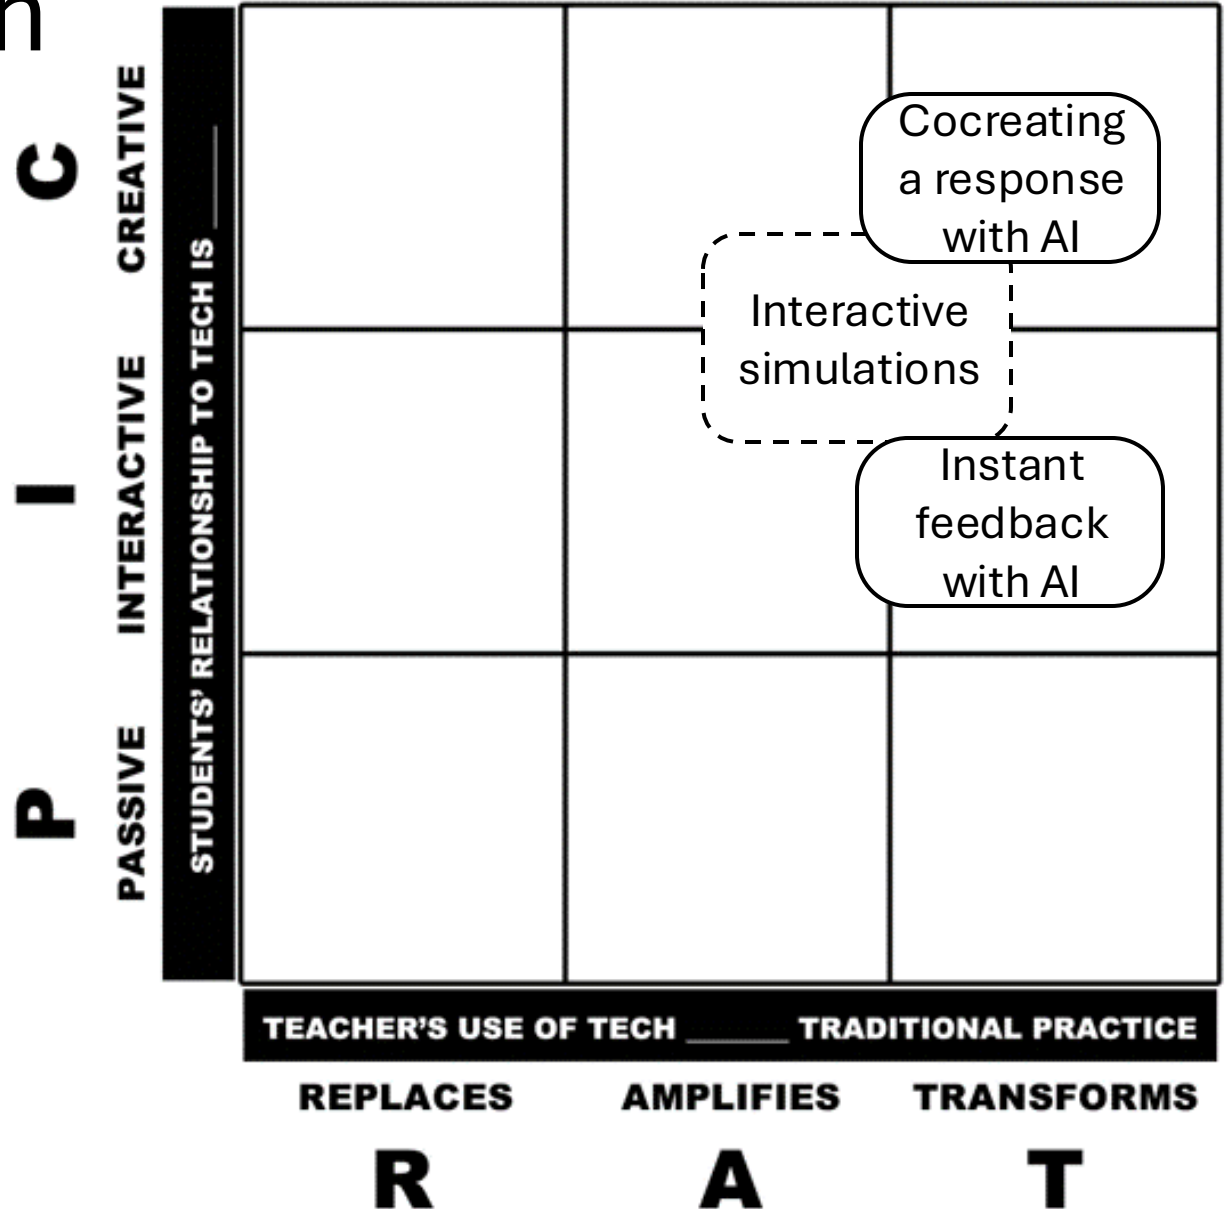 n
C
CREATIVE
I
INTERACTIVE
P
PASSIVE
STUDENTS' RELATIONSHIP TO TECH IS ______
Cocreating
a response
with AI
Interactive
simulations
Instant
feedback
with AI
TEACHER'S USE OF TECH ______ TRADITIONAL PRACTICE
REPLACES
AMPLIFIES
TRANSFORMS
R
A
T